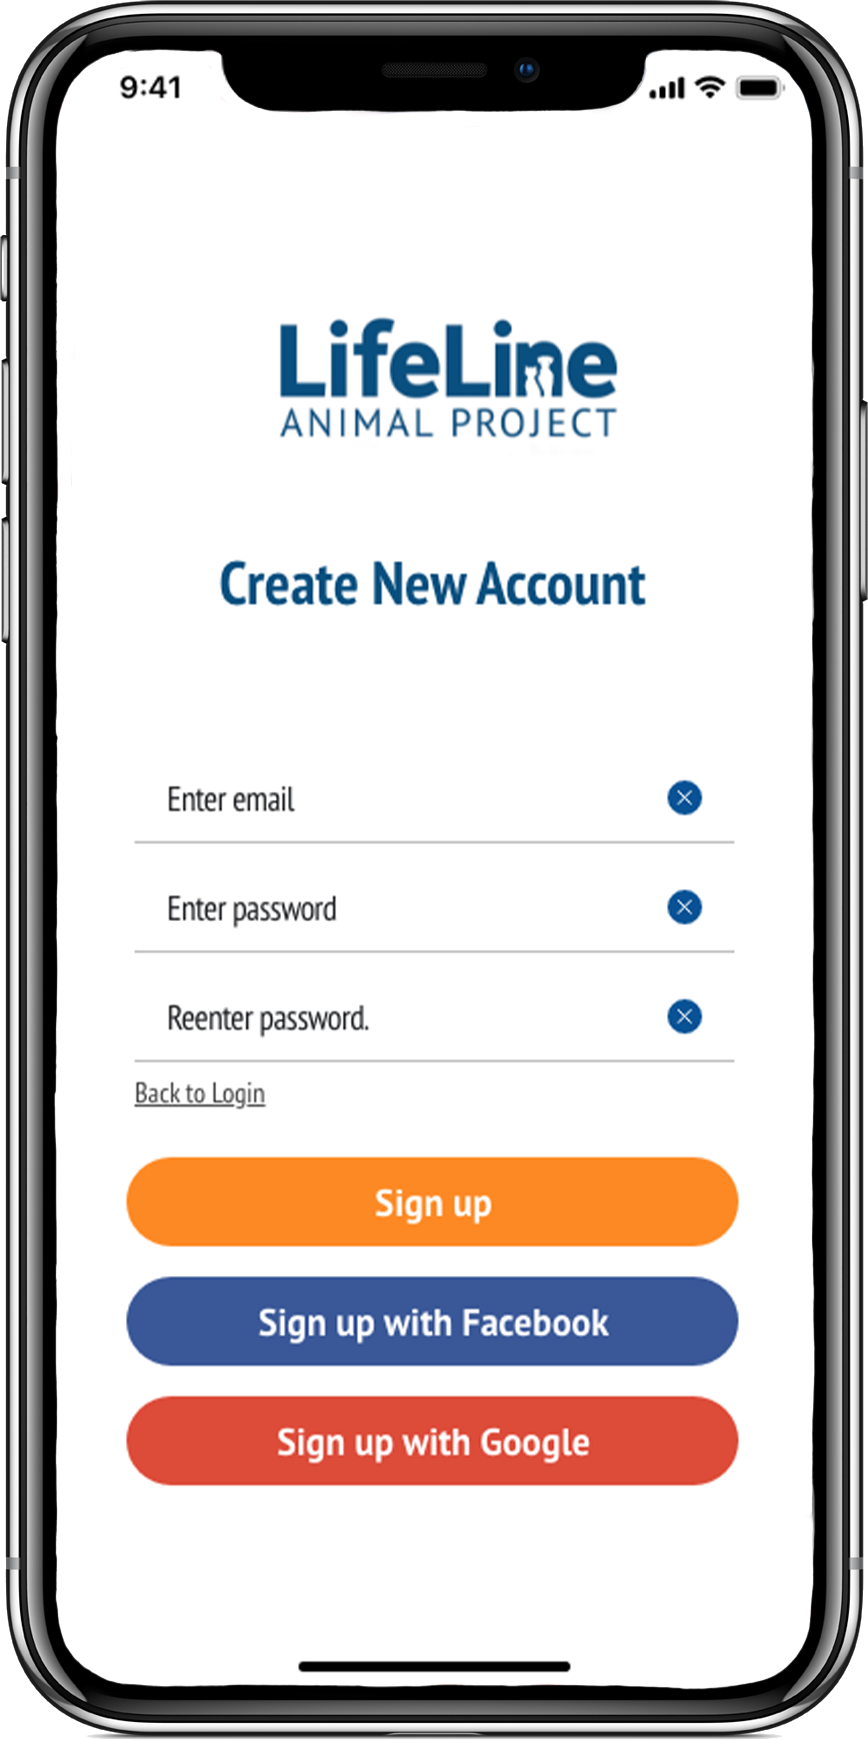 9:41
LifeLine
ANIMAL PROJECT
Create New Account
Enter email
Enter password
Reenter password.
Back to Login
Sign up
Sign up with Facebook
Sign up with Google